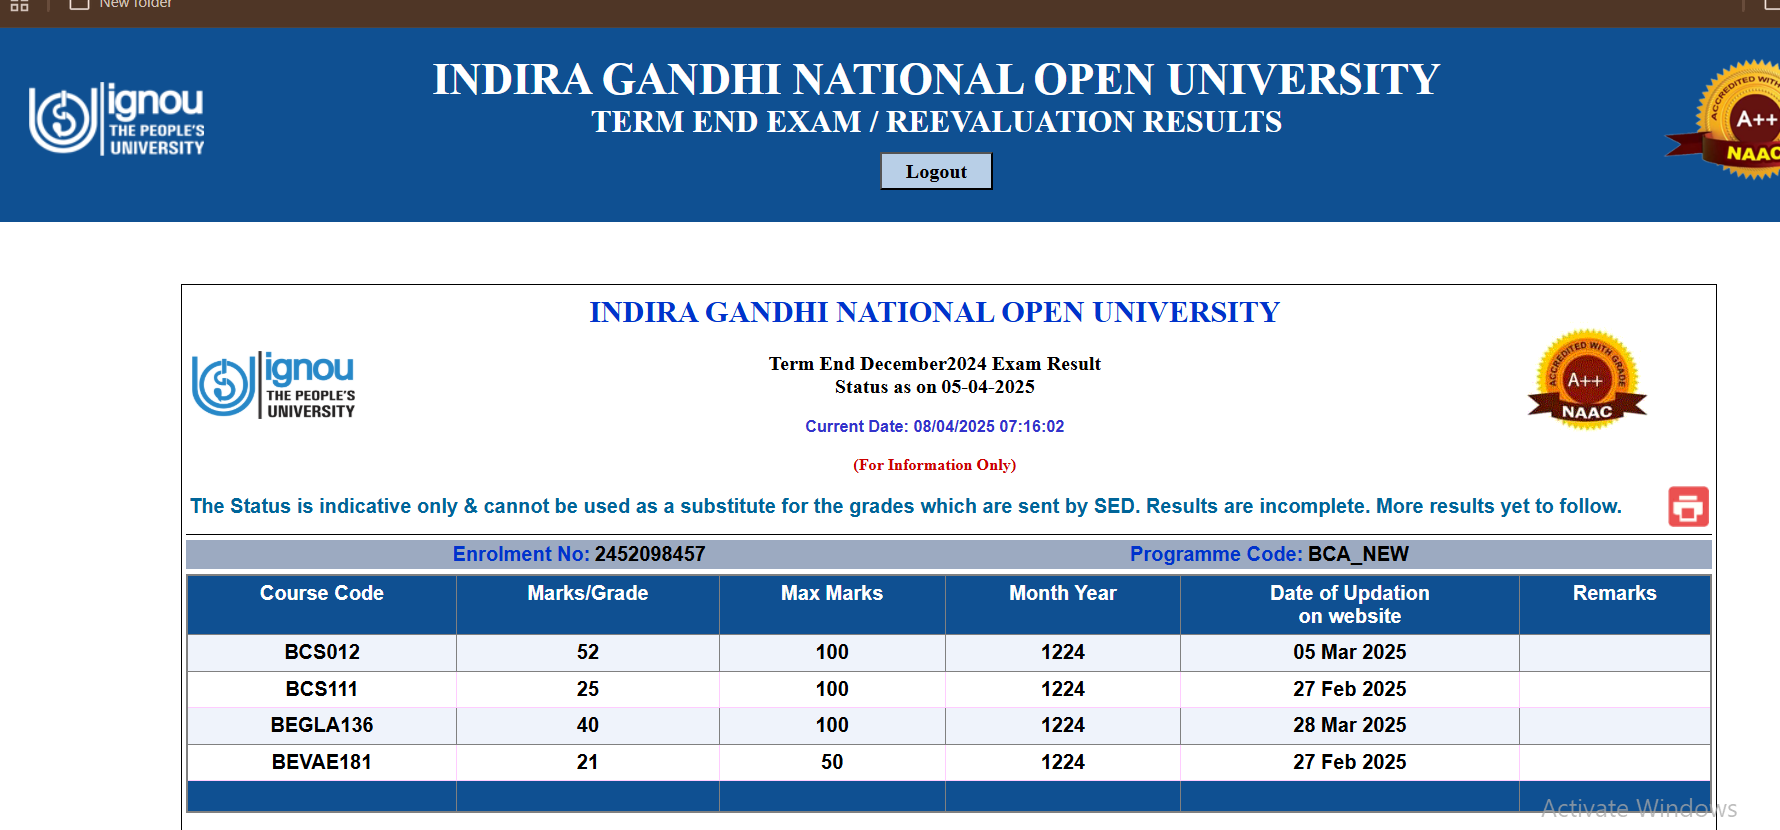 New folder
INDIRA GANDHI NATIONAL OPEN UNIVERSITY
TERM END EXAM / REEVALUATION RESULTS
Logout
ignou
THE PEOPLE'S
UNIVERSITY
ACCREDITED WITH
A++
NAAC
INDIRA GANDHI NATIONAL OPEN UNIVERSITY
ignou
THE PEOPLE'S
UNIVERSITY
Term End December2024 Exam Result
Status as on 05-04-2025
Current Date: 08/04/2025 07:16:02
(For Information Only)
ACCREDITED WITH GRADE
A++
NAAC
The Status is indicative only & cannot be used as a substitute for the grades which are sent by SED. Results are incomplete. More results yet to follow.
Enrolment No: 2452098457 Programme Code: BCA_NEW
Course Code Marks/Grade Max Marks Month Year Date of Updation on website Remarks
BCS012 52 100 1224 05 Mar 2025
BCS111 25 100 1224 27 Feb 2025
BEGLA136 40 100 1224 28 Mar 2025
BEVAE181 21 50 1224 27 Feb 2025
Activate Windows